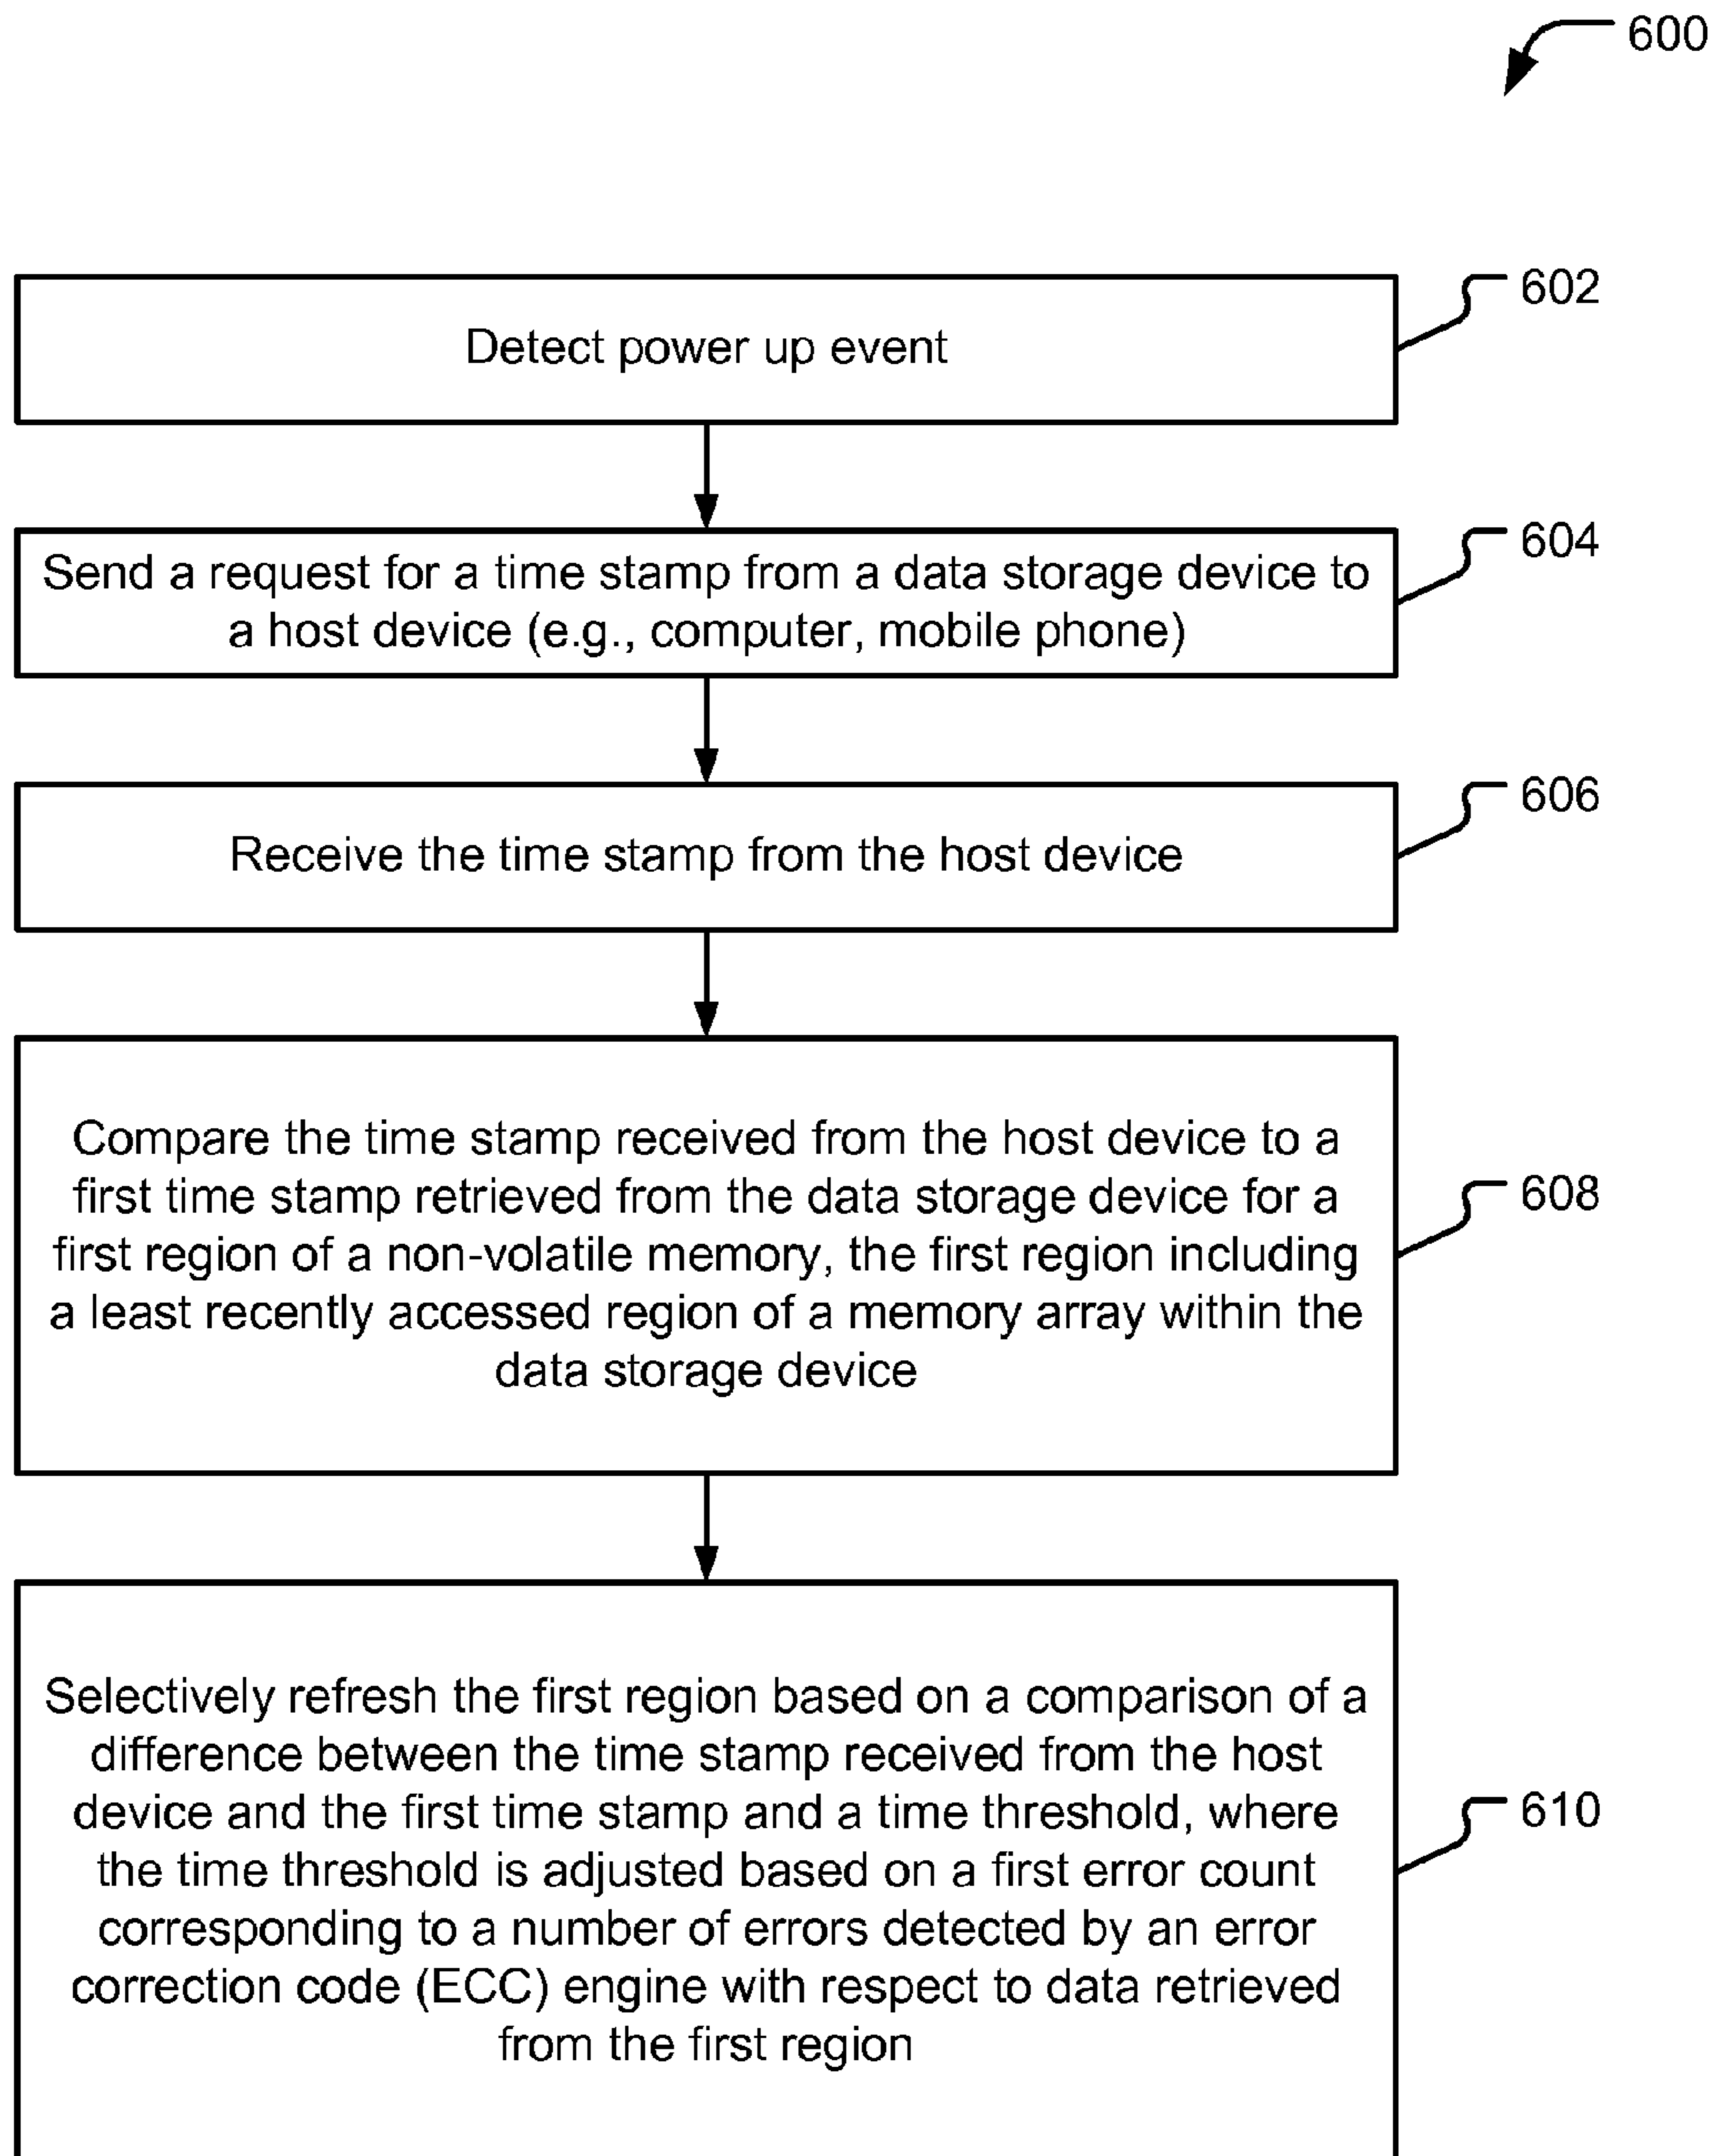 600
602
Detect power up event
604
Send a request for a time stamp from a data storage device to
a host device (e.g., computer, mobile phone)
606
Receive the time stamp from the host device
Compare the time stamp received from the host device to a
first time stamp retrieved from the data storage device for a
608
first region of a non-volatile memory, the first region including
a least recently accessed region of a memory array within the
data storage device
Selectively refresh the first region based on a comparison of a
difference between the time stamp received from the host
device and the first time stamp and a time threshold, where
610
the time threshold is adjusted based on a first error count
corresponding to a number of errors detected by an error
correction code (ECC) engine with respect to data retrieved
from the first region